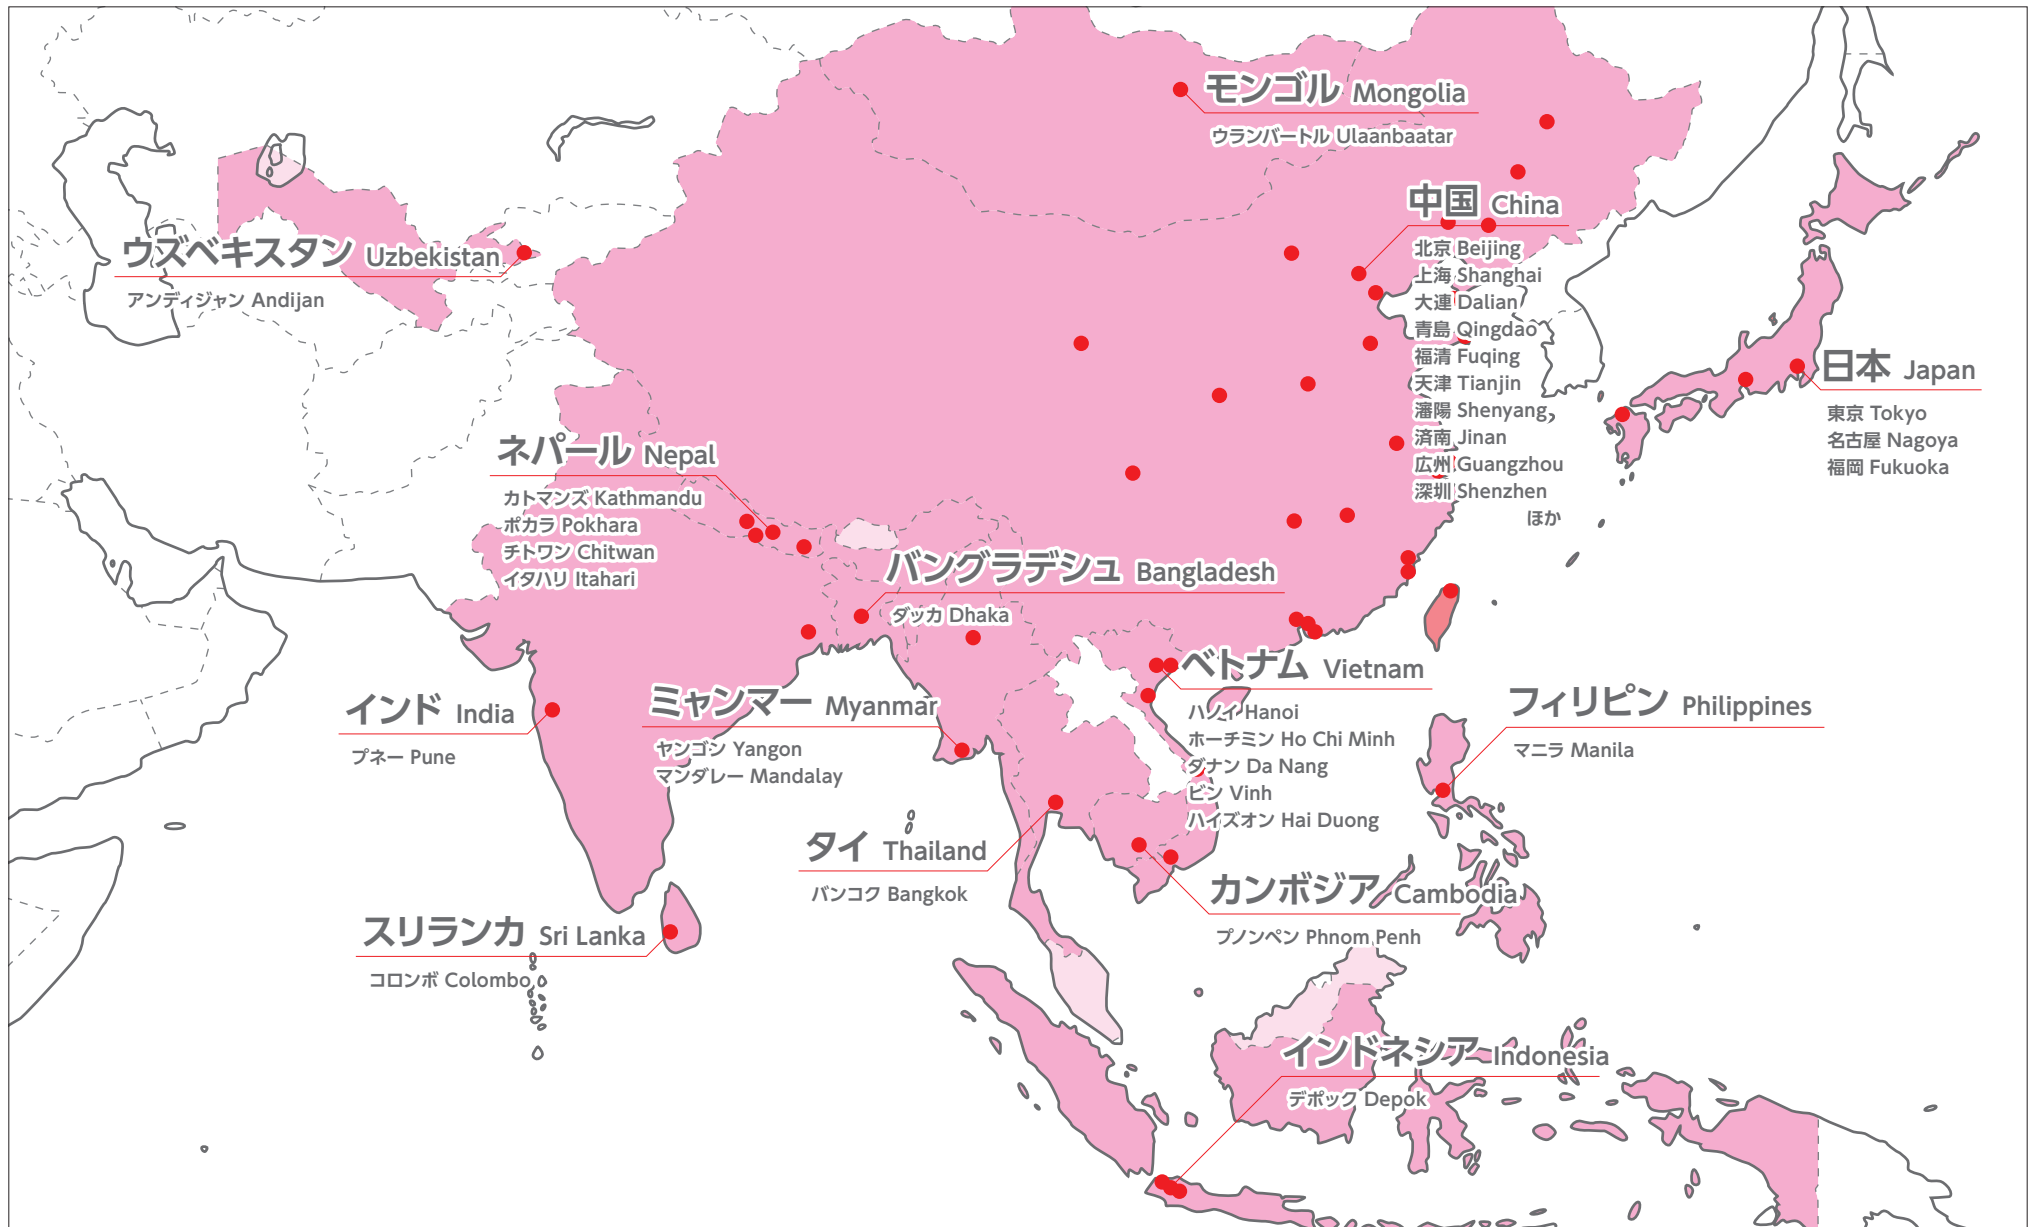 モンゴル Mongolia
ウランバートル Ulaanbaatar
中国 China
北京 Beijing
上海 Shanghai
大連 Dalian
青島 Qingdao
福清 Fuqing
天津 Tianjin
瀋陽 Shenyang
済南 Jinan
広州 Guangzhou
深圳 Shenzhen
ほか
ウズベキスタン Uzbekistan
アンディジャン Andijan
日本 Japan
東京 Tokyo
名古屋 Nagoya
福岡 Fukuoka
ネパール Nepal
カトマンズ Kathmandu
ポカラ Pokhara
チトワン Chitwan
イタハリ Itahari
バングラデシュ Bangladesh
ダッカ Dhaka
インド India
プネー Pune
ミャンマー Myanmar
ヤンゴン Yangon
マンダレー Mandalay
ベトナム Vietnam
ハノイ Hanoi
ホーチミン Ho Chi Minh
ダナン Da Nang
ビン Vinh
ハイズオン Hai Duong
フィリピン Philippines
マニラ Manila
タイ Thailand
バンコク Bangkok
カンボジア Cambodia
プノンペン Phnom Penh
スリランカ Sri Lanka
コロンボ Colombo
インドネシア Indonesia
デポック Depok